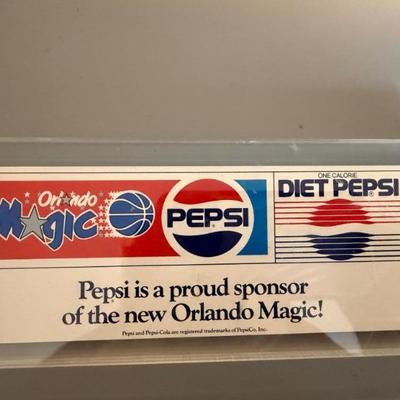 Orlando
Magic
PEPSI
ONE CALORIE
DIET PEPSI
Pepsi is a proud sponsor
of the new Orlando Magic!
Pepsi and Pepsi-Cola are registered trademarks of PepsiCo, Inc.